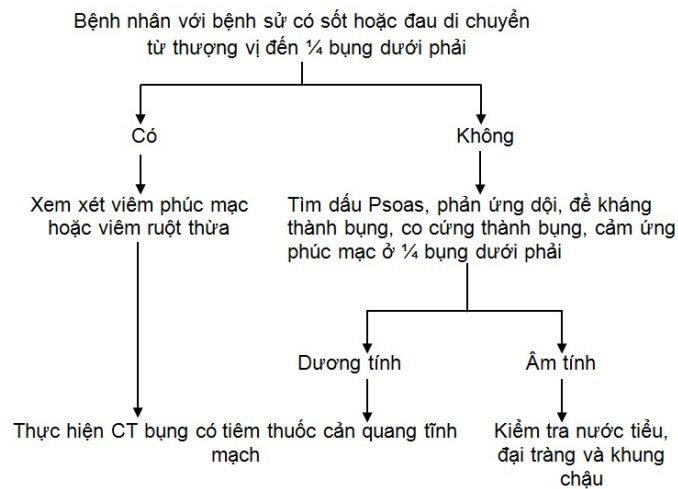 Bệnh nhân với bệnh sử có sốt hoặc đau di chuyển
từ thượng vị đến ¼ bụng dưới phải
Có
Không
Xem xét viêm phúc mạc
hoặc viêm ruột thừa
Tìm dấu Psoas, phản ứng dội, đề kháng
thành bụng, co cứng thành bụng, cảm ứng
phúc mạc ở ¼ bụng dưới phải
Dương tính
Âm tính
Thực hiện CT bụng có tiêm thuốc cản quang tĩnh
mạch
Kiểm tra nước tiểu,
đại tràng và khung
chậu